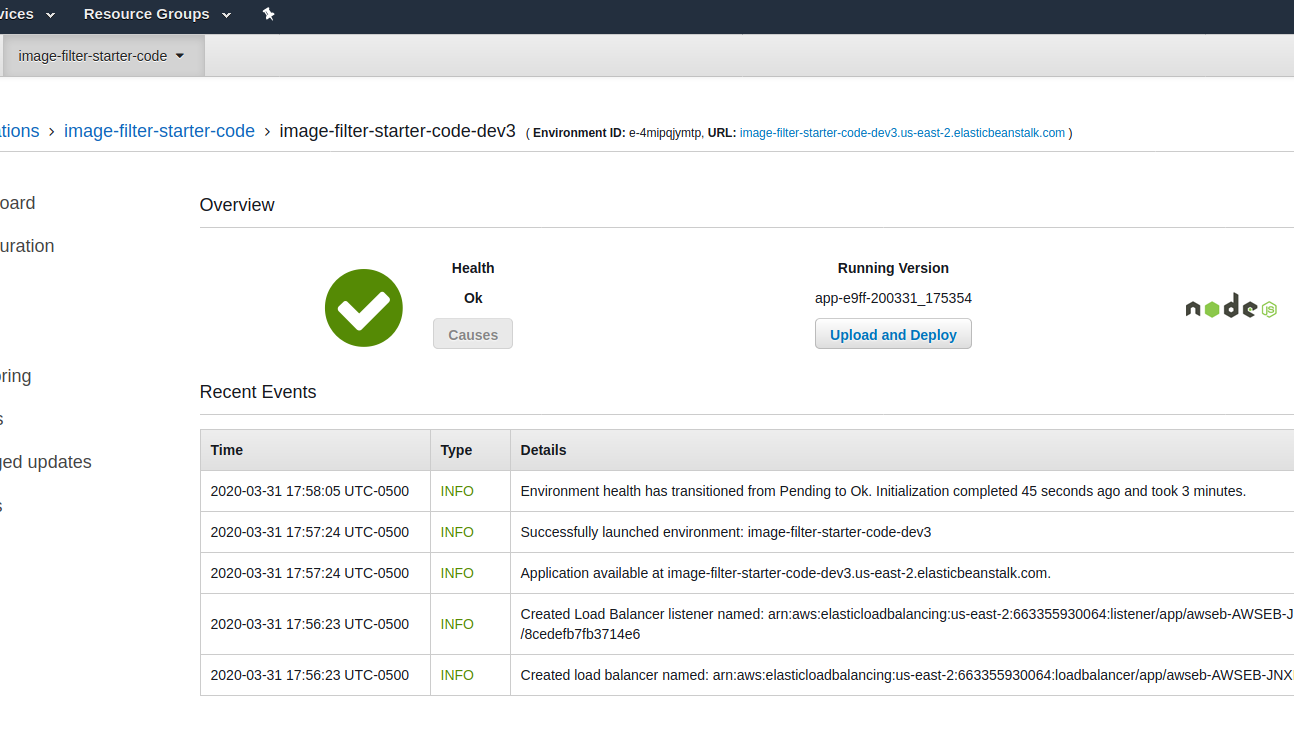 Resource Groups
image-filter-starter-code
image-filter-starter-code > image-filter-starter-code-dev3 ( Environment ID: e-4mipqjymtp, URL: image-filter-starter-code-dev3.us-east-2.elasticbeanstalk.com )
Overview
Health
Ok
Causes
Running Version
app-e9ff-200331_175354
Upload and Deploy
node
JS
Recent Events
Time Type Details
2020-03-31 17:58:05 UTC-0500 INFO Environment health has transitioned from Pending to Ok. Initialization completed 45 seconds ago and took 3 minutes.
2020-03-31 17:57:24 UTC-0500 INFO Successfully launched environment: image-filter-starter-code-dev3
2020-03-31 17:57:24 UTC-0500 INFO Application available at image-filter-starter-code-dev3.us-east-2.elasticbeanstalk.com.
2020-03-31 17:56:23 UTC-0500 INFO Created Load Balancer listener named: arn:aws:elasticloadbalancing:us-east-2:663355930064:listener/app/awseb-AWSEB-J
/8cedefb7fb3714e6
2020-03-31 17:56:23 UTC-0500 INFO Created load balancer named: arn:aws:elasticloadbalancing:us-east-2:663355930064:loadbalancer/app/awseb-AWSEB-JNX
updates